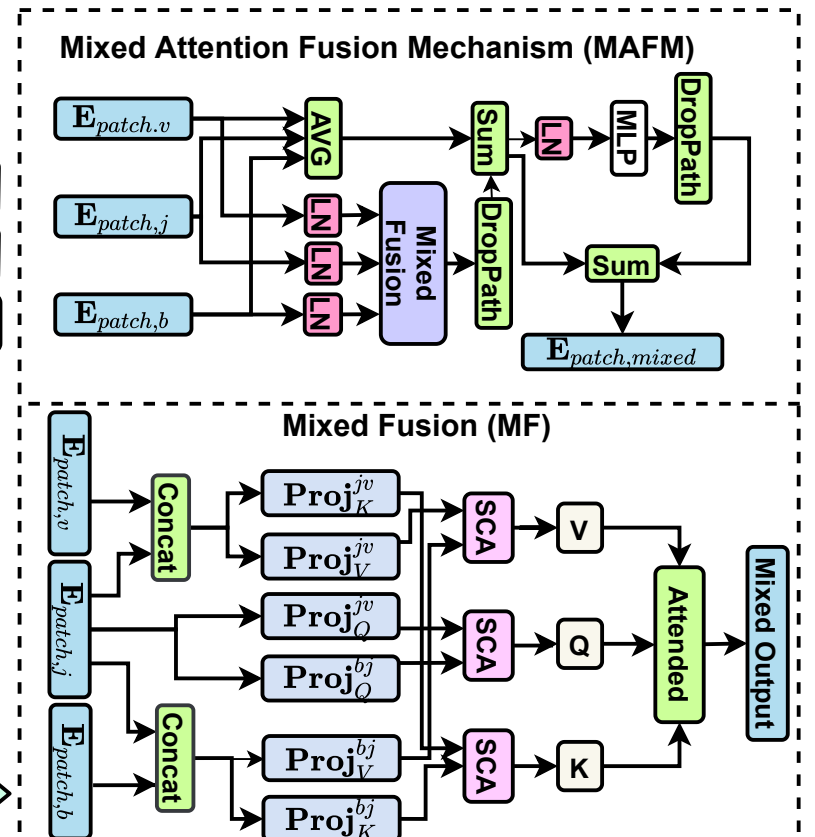 Mixed Attention Fusion Mechanism (MAFM)
E_{patch.v}
E_{patch,j}
E_{patch,b}
AVG
LN
LN
LN
Mixed
Fusion
DropPath
Sum
LN
MLP
DropPath
Sum
E_{patch,mixed}
Mixed Fusion (MF)
E_{patch,v}
E_{patch,j}
E_{patch,b}
Concat
Concat
Proj_K^{jv}
Proj_V^{jv}
Proj_Q^{jv}
Proj_Q^{bj}
Proj_V^{bj}
Proj_K^{bj}
SCA
SCA
SCA
V
Q
K
Attended
Mixed Output